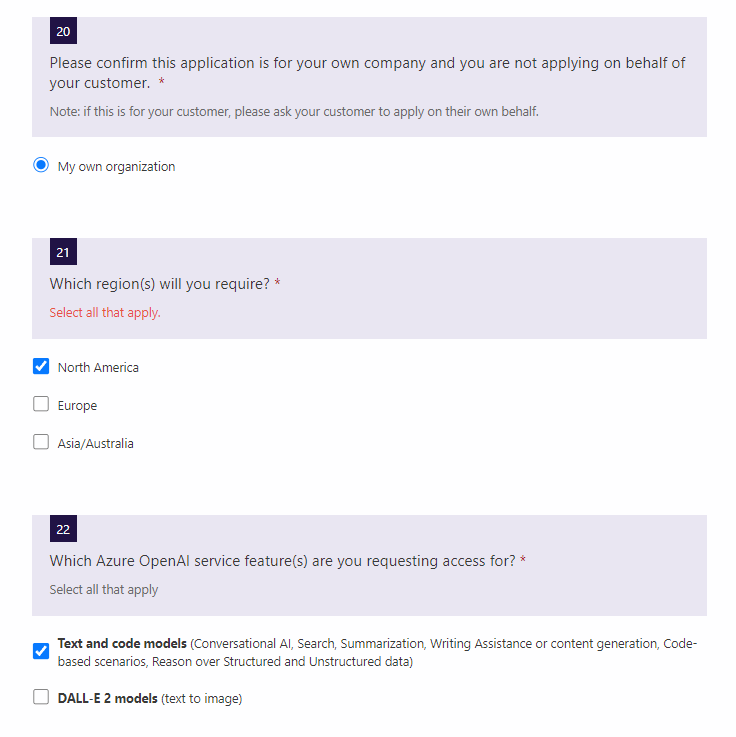 20
Please confirm this application is for your own company and you are not applying on behalf of
your customer. *
Note: if this is for your customer, please ask your customer to apply on their own behalf.
My own organization
21
Which region(s) will you require? *
Select all that apply.
North America
Europe
Asia/Australia
22
Which Azure OpenAI service feature(s) are you requesting access for? *
Select all that apply
Text and code models (Conversational AI, Search, Summarization, Writing Assistance or content generation, Code-
based scenarios, Reason over Structured and Unstructured data)
DALL-E 2 models (text to image)